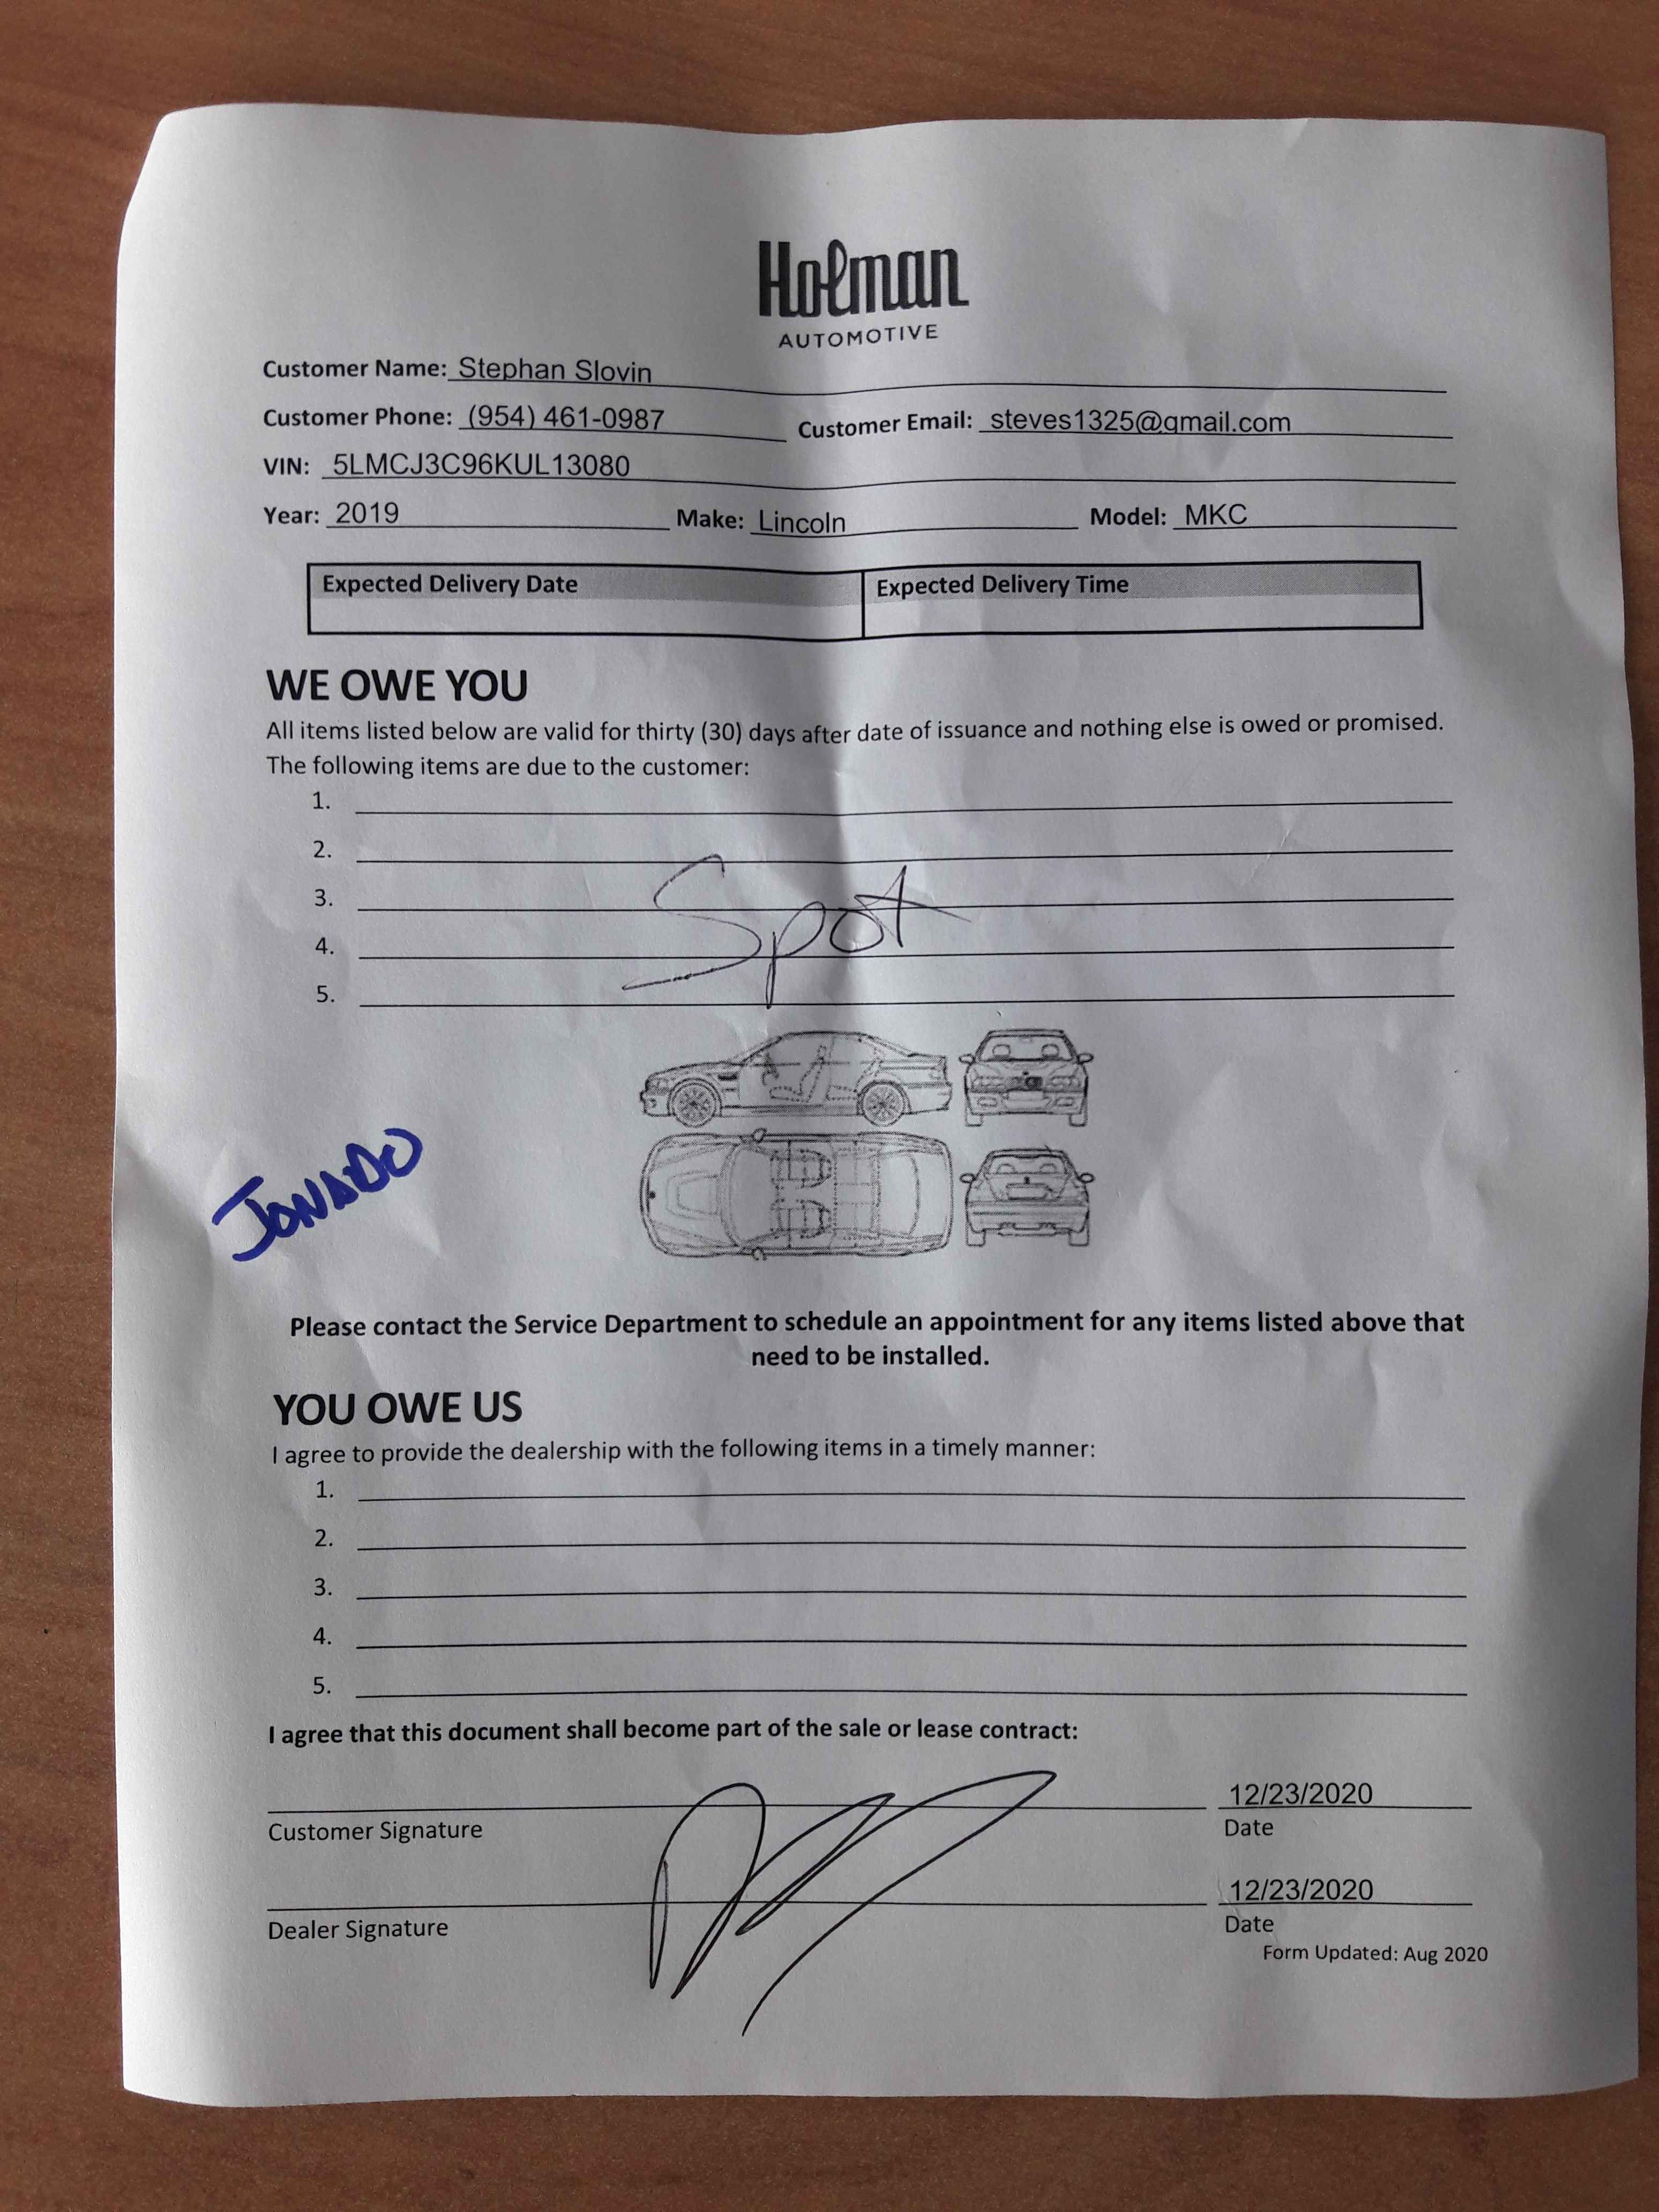 Holman
AUTOMOTIVE
Customer Name: Stephan Slovin
Customer Phone: (954) 461-0987 Customer Email: steves1325@gmail.com
VIN: 5LMCJ3C96KUL13080
Year: 2019 Make: Lincoln Model: MKC
Expected Delivery Date Expected Delivery Time
WE OWE YOU
All items listed below are valid for thirty (30) days after date of issuance and nothing else is owed or promised.
The following items are due to the customer:
1.
2.
3.
4.
5.
Spot
JONADO
Please contact the Service Department to schedule an appointment for any items listed above that
need to be installed.
YOU OWE US
I agree to provide the dealership with the following items in a timely manner:
1.
2.
3.
4.
5.
I agree that this document shall become part of the sale or lease contract:
12/23/2020
Customer Signature Date
12/23/2020
Dealer Signature Date
Form Updated: Aug 2020